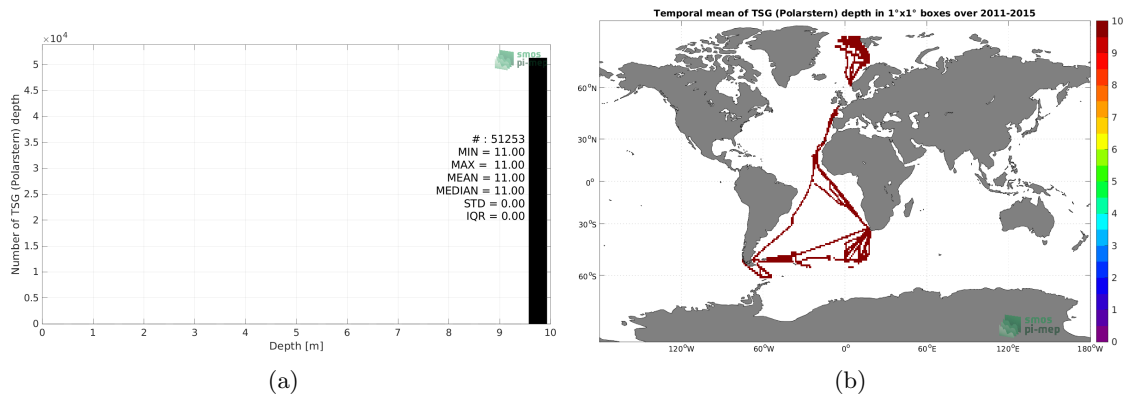 ×10⁴
5
4.5
4
3.5
3
2.5
2
1.5
1
0.5
0
Number of TSG (Polarstern) depth
smos
pi-mep
# : 51253
MIN = 11.00
MAX = 11.00
MEAN = 11.00
MEDIAN = 11.00
STD = 0.00
IQR = 0.00
0 1 2 3 4 5 6 7 8 9 10
Depth [m]
(a)
Temporal mean of TSG (Polarstern) depth in 1°x1° boxes over 2011-2015
60°N
30°N
0°
30°S
60°S
120°W 60°W 0° 60°E 120°E 180°W
smos
pi-mep
10
9
8
7
6
5
4
3
2
1
0
(b)